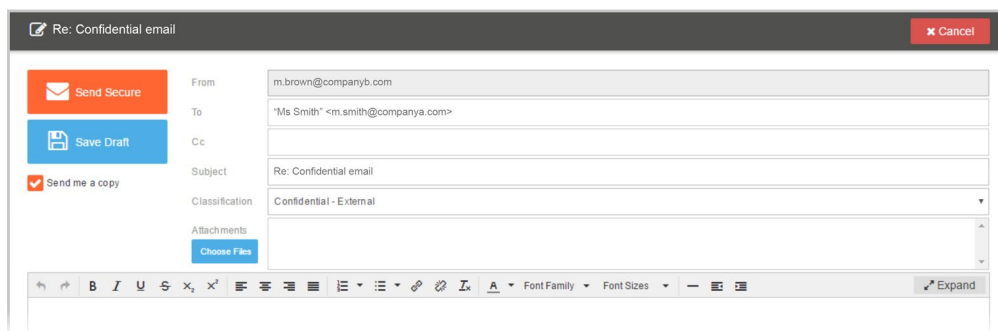 Re: Confidential email
Cancel
Send Secure
Save Draft
Send me a copy
From
m.brown@companyb.com
To
“Ms Smith” <m.smith@companya.com>
Cc
Subject
Re: Confidential email
Classification
Confidential - External
Attachments
Choose Files
B I U S X₂ X² Tx A Font Family Font Sizes Expand